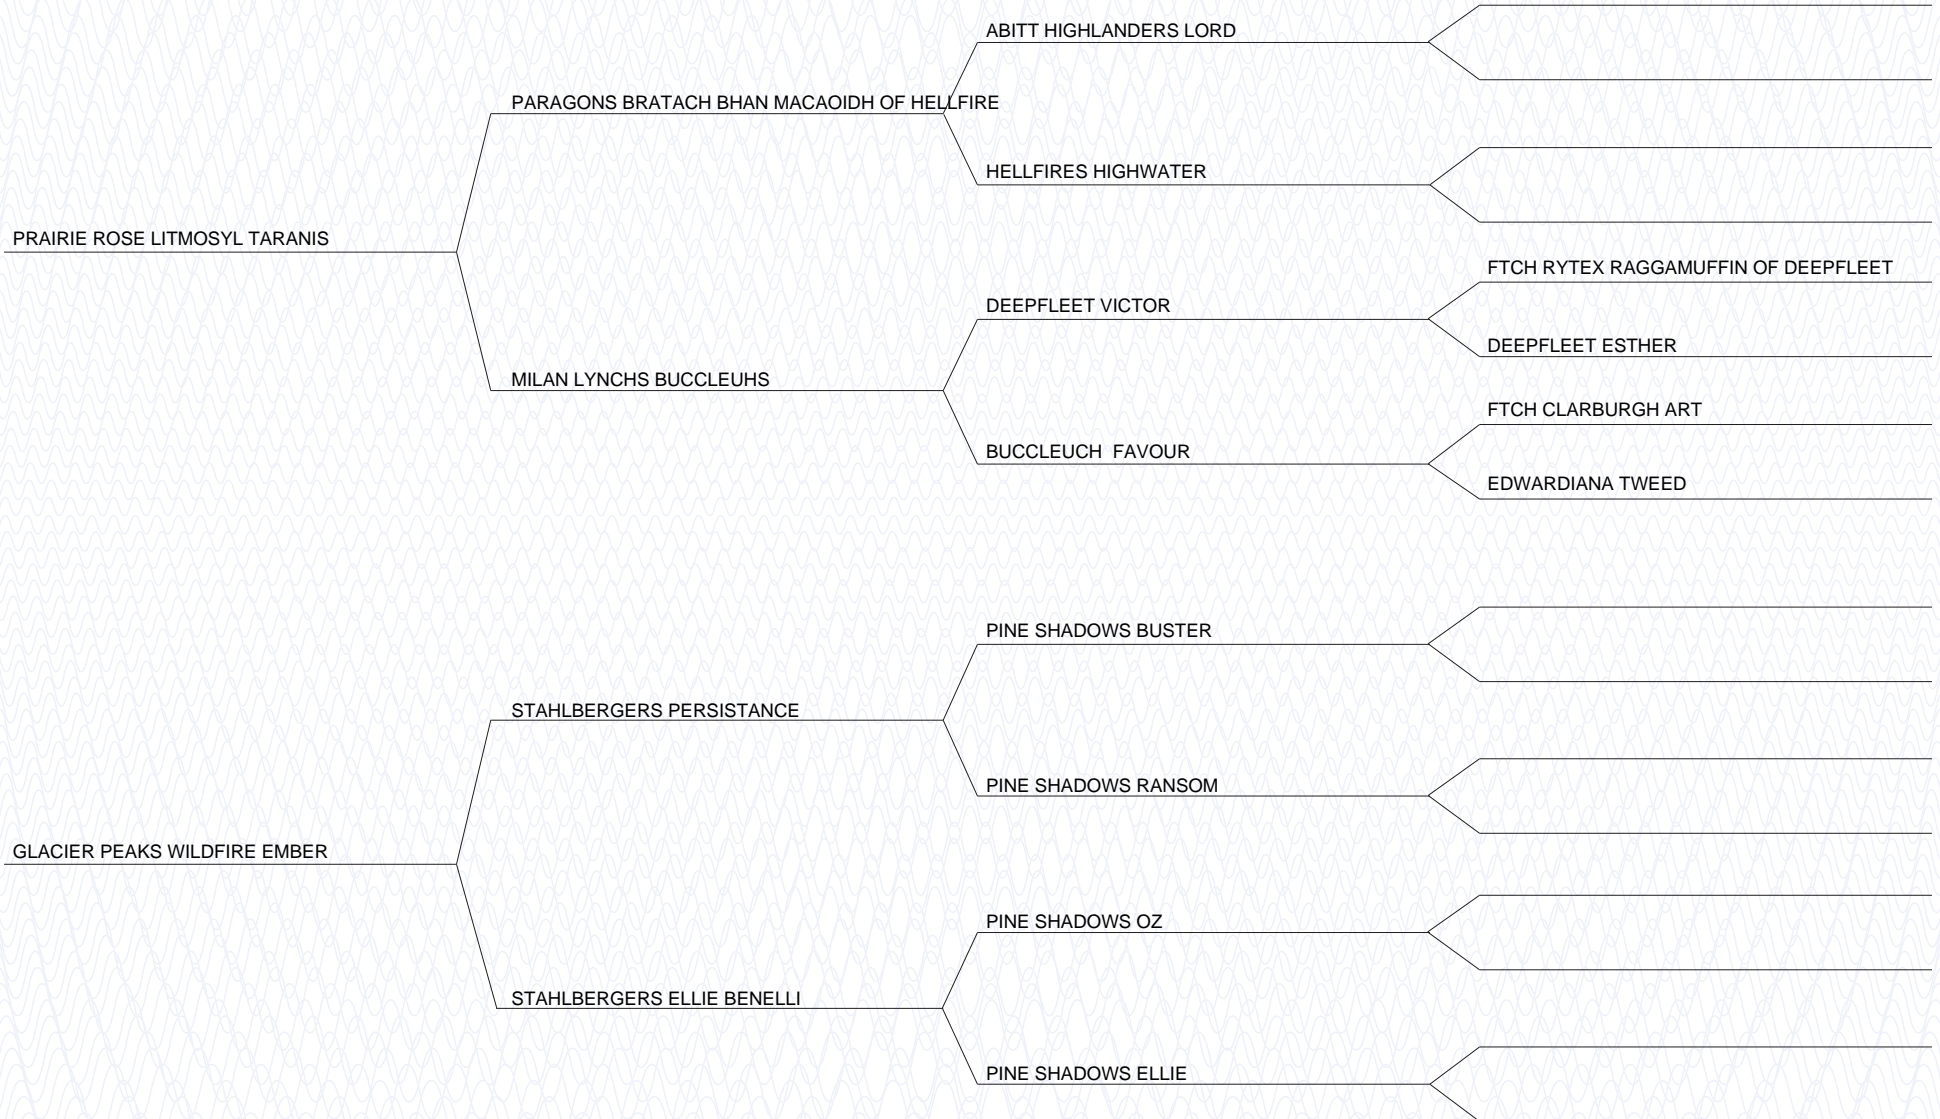 ABITT HIGHLANDERS LORD
PARAGONS BRATACH BHAN MACAOIDH OF HELLFIRE
HELLFIRES HIGHWATER
PRAIRIE ROSE LITMOSYL TARANIS
FTCH RYTEX RAGGAMUFFIN OF DEEPFLEET
DEEPFLEET VICTOR
DEEPFLEET ESTHER
MILAN LYNCHS BUCCLEUHS
FTCH CLARBURGH ART
BUCCLEUCH  FAVOUR
EDWARDIANA TWEED
PINE SHADOWS BUSTER
STAHLBERGERS PERSISTANCE
PINE SHADOWS RANSOM
GLACIER PEAKS WILDFIRE EMBER
PINE SHADOWS OZ
STAHLBERGERS ELLIE BENELLI
PINE SHADOWS ELLIE